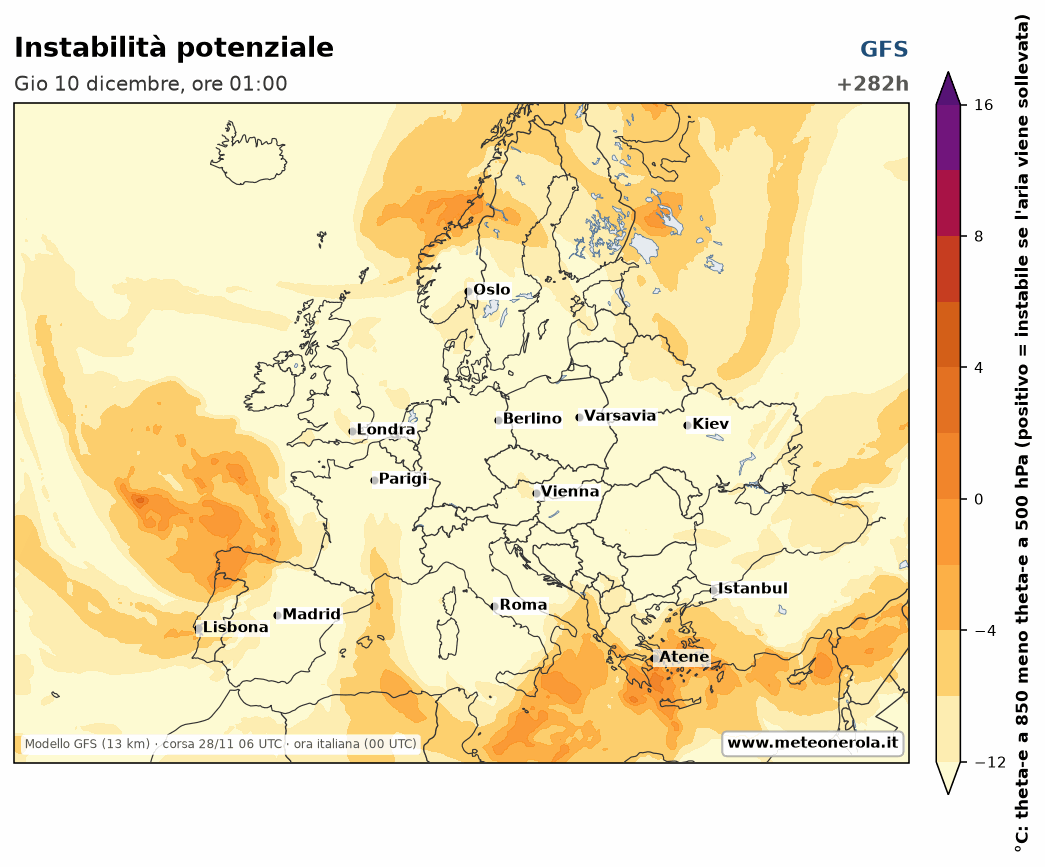 Instabilità potenziale
GFS
Gio 10 dicembre, ore 01:00
+282h
Oslo
Londra
Berlino
Varsavia
Kiev
Parigi
Vienna
Istanbul
Roma
Madrid
Lisbona
Atene
Modello GFS (13 km) · corsa 28/11 06 UTC · ora italiana (00 UTC)
www.meteonerola.it
16
8
4
0
−4
−12
°C: theta-e a 850 meno theta-e a 500 hPa (positivo = instabile se l'aria viene sollevata)